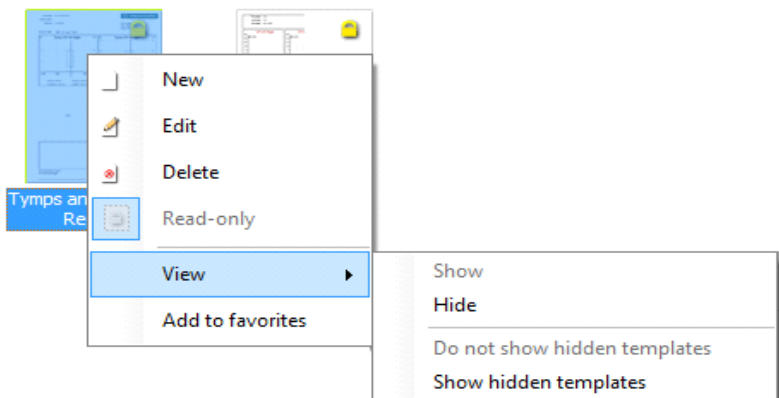 New
Edit
Delete
Tymps an
Re
Read-only
View
Show
Hide
Add to favorites
Do not show hidden templates
Show hidden templates